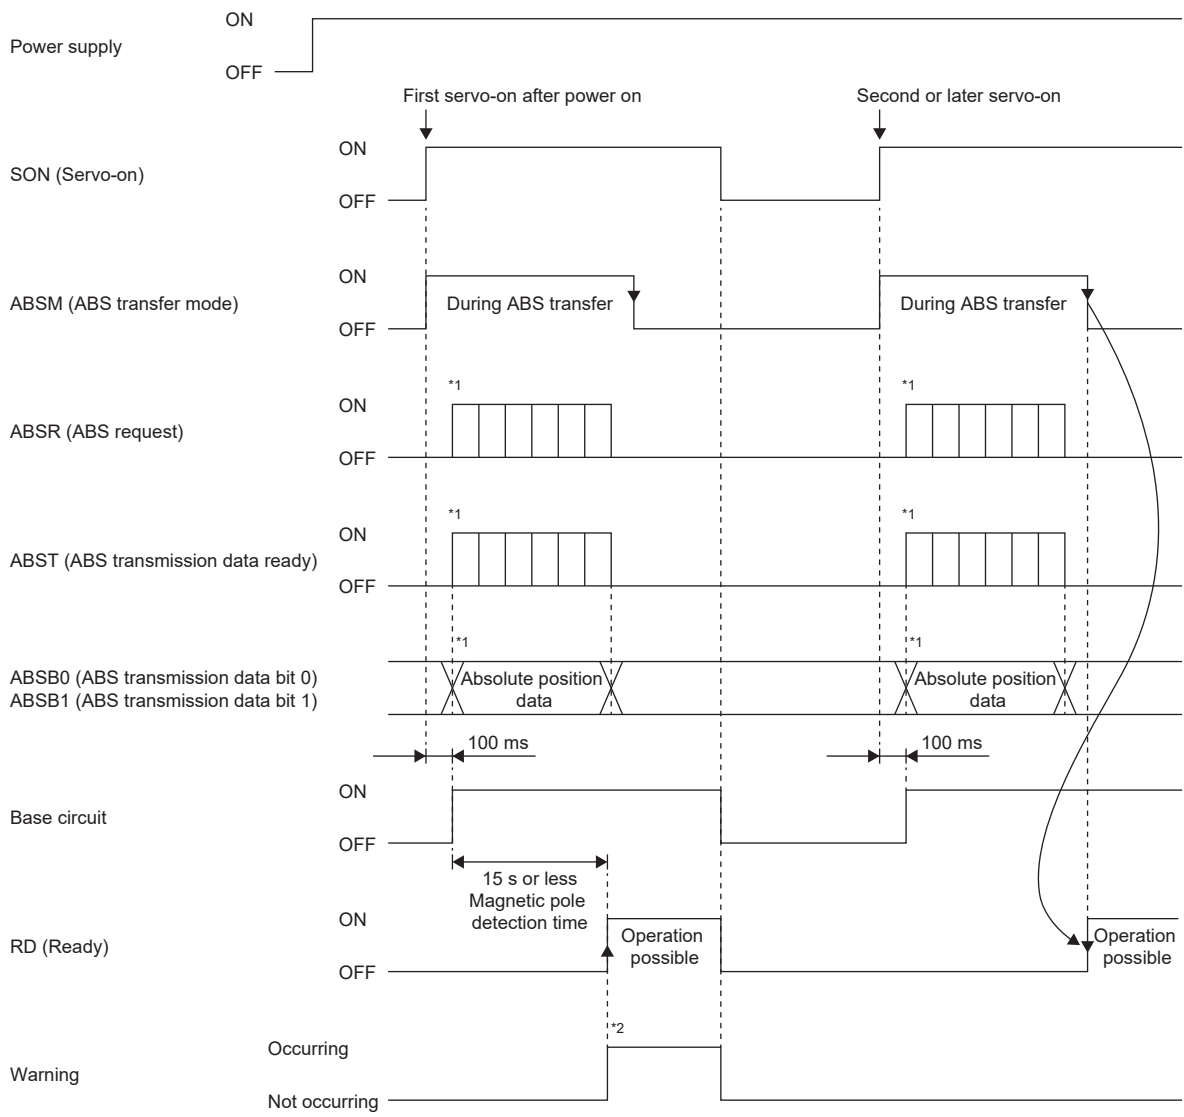 ON
Power supply
OFF
First servo-on after power on
Second or later servo-on
ON
SON (Servo-on)
OFF
ON
ABSM (ABS transfer mode)
During ABS transfer
During ABS transfer
OFF
*1
*1
ON
ABSR (ABS request)
OFF
*1
*1
ON
ABST (ABS transmission data ready)
OFF
*1
*1
ABSB0 (ABS transmission data bit 0)
ABSB1 (ABS transmission data bit 1)
Absolute position
data
Absolute position
data
100 ms
100 ms
ON
Base circuit
OFF
15 s or less
Magnetic pole
detection time
ON
RD (Ready)
Operation
possible
Operation
possible
OFF
*2
Occurring
Warning
Not occurring